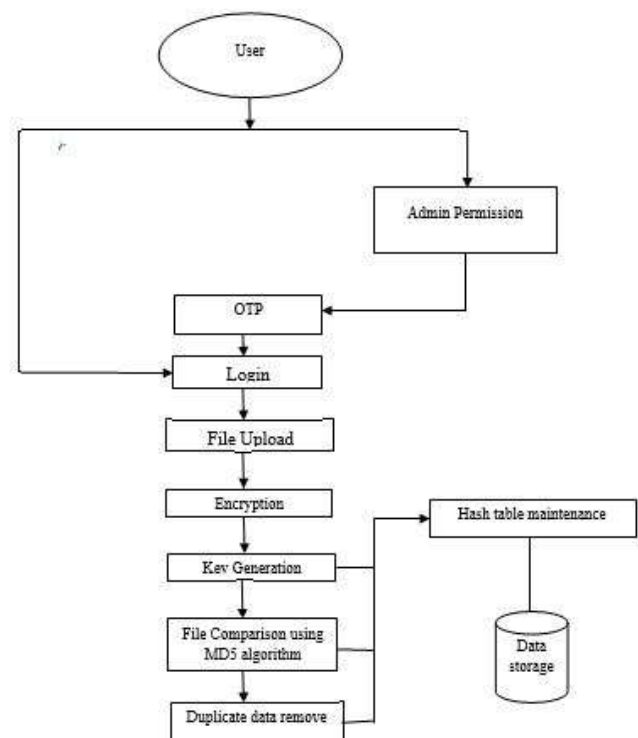 User
Admin Permission
OTP
Login
File Upload
Encryption
Key Generation
Hash table maintenance
File Comparison using
MD5 algorithm
Data
storage
Duplicate data remove